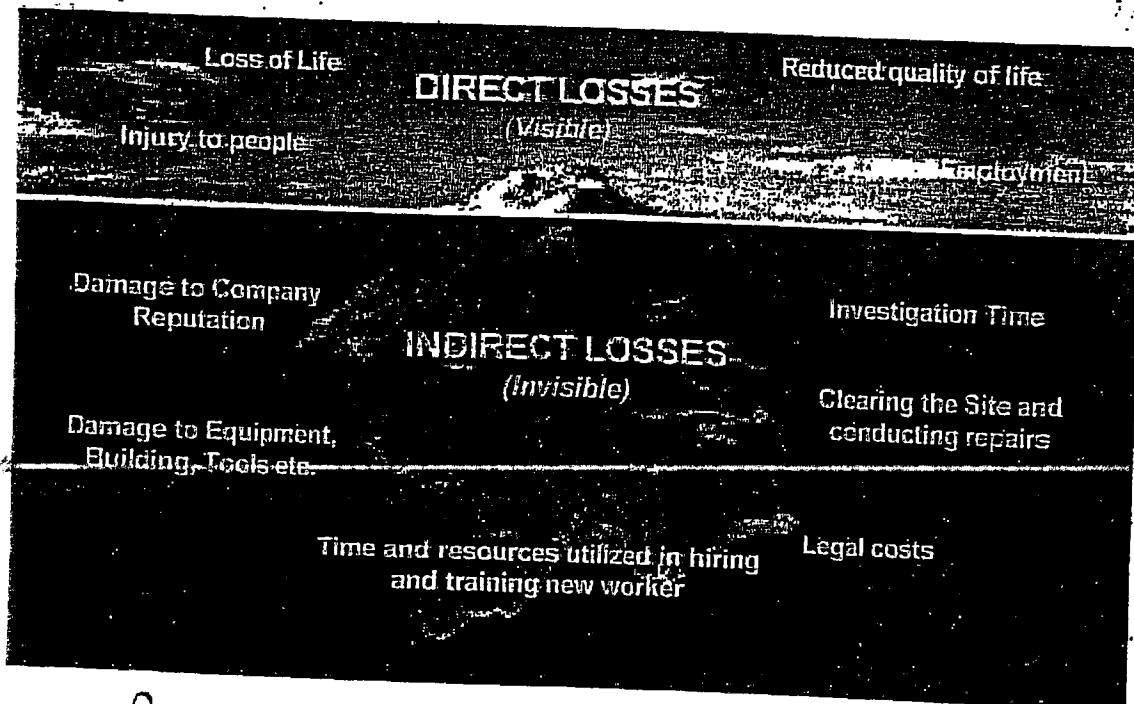 Loss of Life
DIRECT LOSSES
(Visible)
Reduced quality of life
Injury to people
Employment
Damage to Company
Reputation
INDIRECT LOSSES
(Invisible)
Investigation Time
Damage to Equipment,
Building, Tools etc.
Clearing the Site and
conducting repairs
Time and resources utilized in hiring
and training new worker
Legal costs